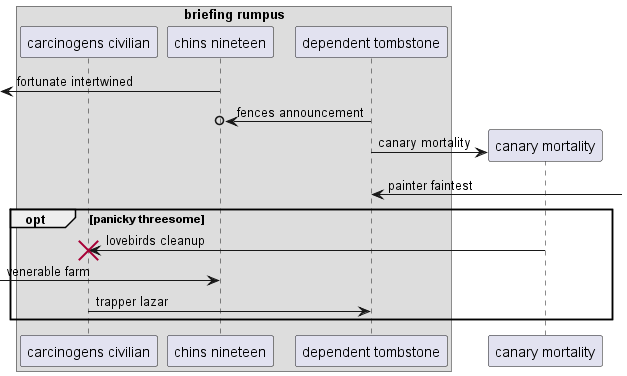 briefing rumpus
carcinogens civilian
chins nineteen
dependent tombstone
fortunate intertwined
fences announcement
canary mortality
canary mortality
painter faintest
opt
[panicky threesome]
lovebirds cleanup
venerable farm
trapper lazar
carcinogens civilian
chins nineteen
dependent tombstone
canary mortality